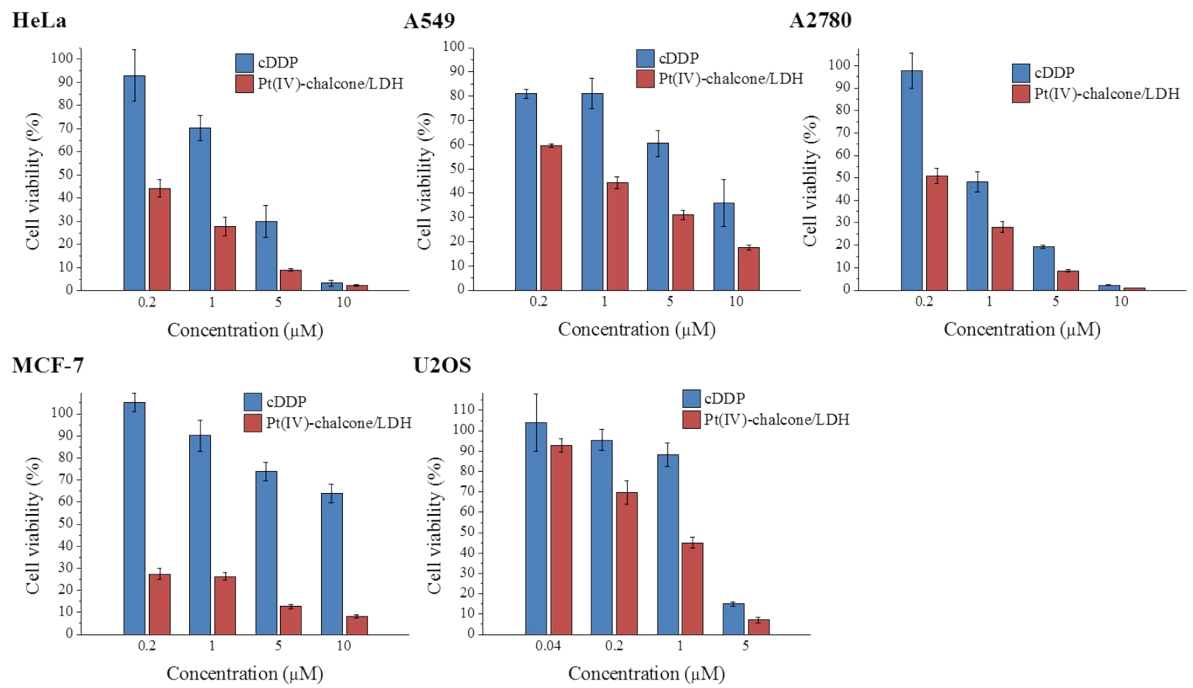 HeLa
cDDP
Pt(IV)-chalcone/LDH
Cell viability (%)
100
90
80
70
60
50
40
30
20
10
0
0.2 1 5 10
Concentration (µM)
A549
cDDP
Pt(IV)-chalcone/LDH
Cell viability (%)
100
90
80
70
60
50
40
30
20
10
0
0.2 1 5 10
Concentration (µM)
A2780
cDDP
Pt(IV)-chalcone/LDH
Cell viability (%)
100
90
80
70
60
50
40
30
20
10
0
0.2 1 5 10
Concentration (µM)
MCF-7
cDDP
Pt(IV)-chalcone/LDH
Cell viability (%)
100
90
80
70
60
50
40
30
20
10
0
0.2 1 5 10
Concentration (µM)
U2OS
cDDP
Pt(IV)-chalcone/LDH
Cell viability (%)
110
100
90
80
70
60
50
40
30
20
10
0
0.04 0.2 1 5
Concentration (µM)